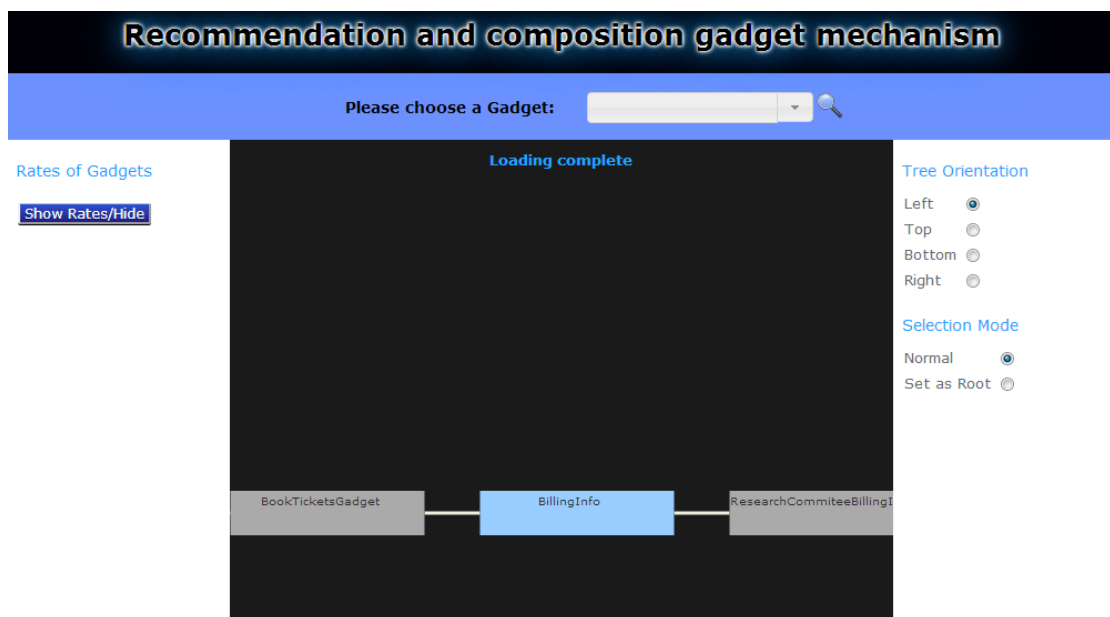 Recommendation and composition gadget mechanism
Please choose a Gadget:
Rates of Gadgets
Show Rates/Hide
Loading complete
BookTicketsGadget
BillingInfo
ResearchCommiteeBillingI
Tree Orientation
Left
Top
Bottom
Right
Selection Mode
Normal
Set as Root